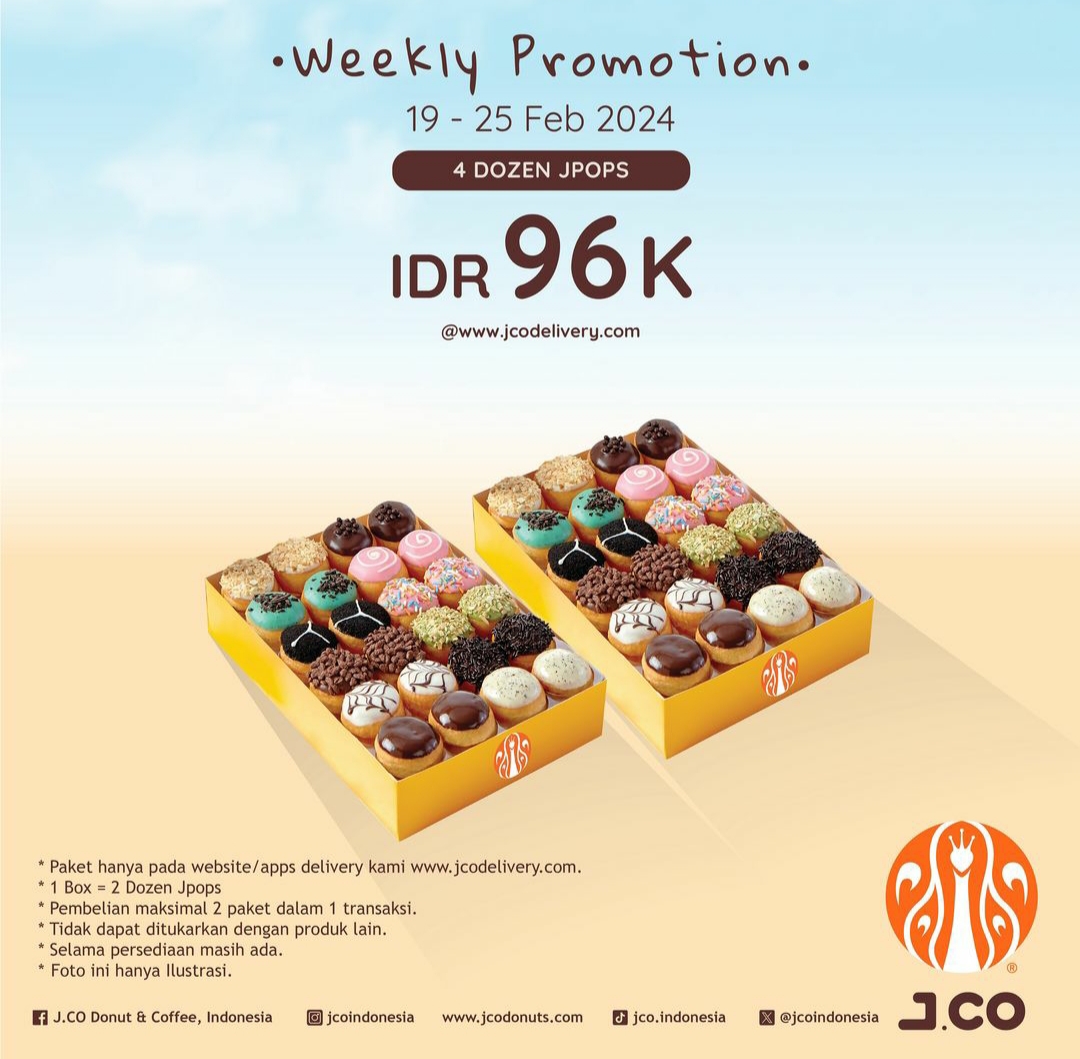 •Weekly Promotion•
19 - 25 Feb 2024
4 DOZEN JPOPS
IDR 96K
@www.jcodelivery.com
* Paket hanya pada website/apps delivery kami www.jcodelivery.com.
* 1 Box = 2 Dozen Jpops
* Pembelian maksimal 2 paket dalam 1 transaksi.
* Tidak dapat ditukarkan dengan produk lain.
* Selama persediaan masih ada.
* Foto ini hanya Ilustrasi.
®
J.CO Donut & Coffee, Indonesia jcoindonesia www.jcodonuts.com jco.indonesia @jcoindonesia
J.CO